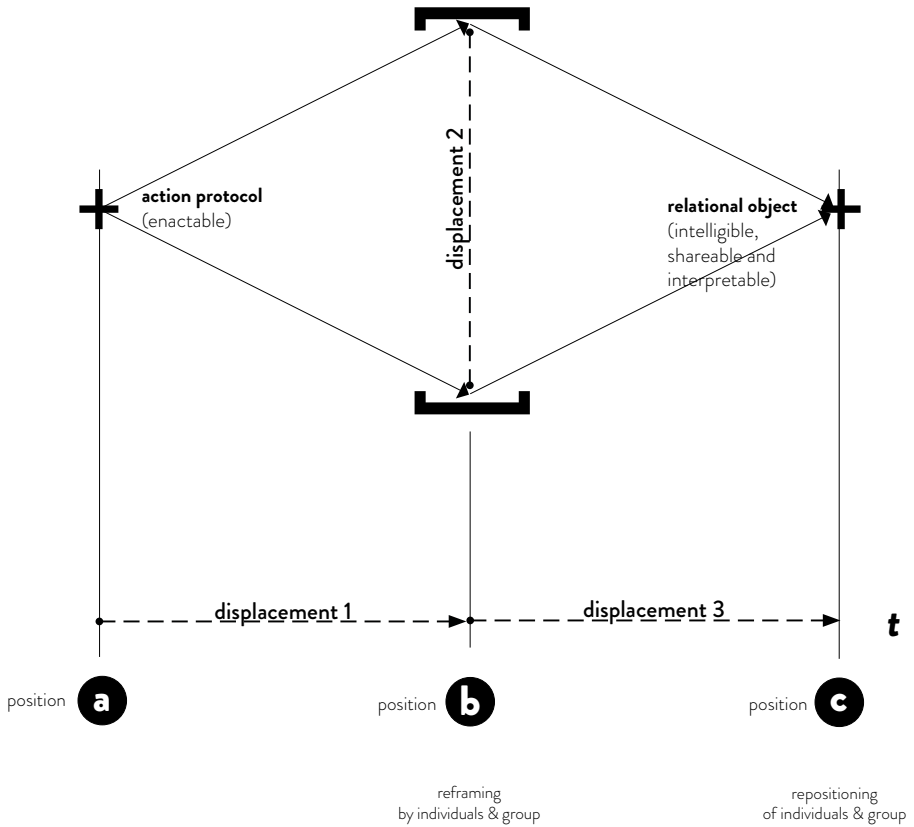 displacement 2
action protocol
(enactable)
relational object
(intelligible,
shareable and
interpretable)
displacement 1
displacement 3
t
position a
position b
position c
reframing
by individuals & group
repositioning
of individuals & group